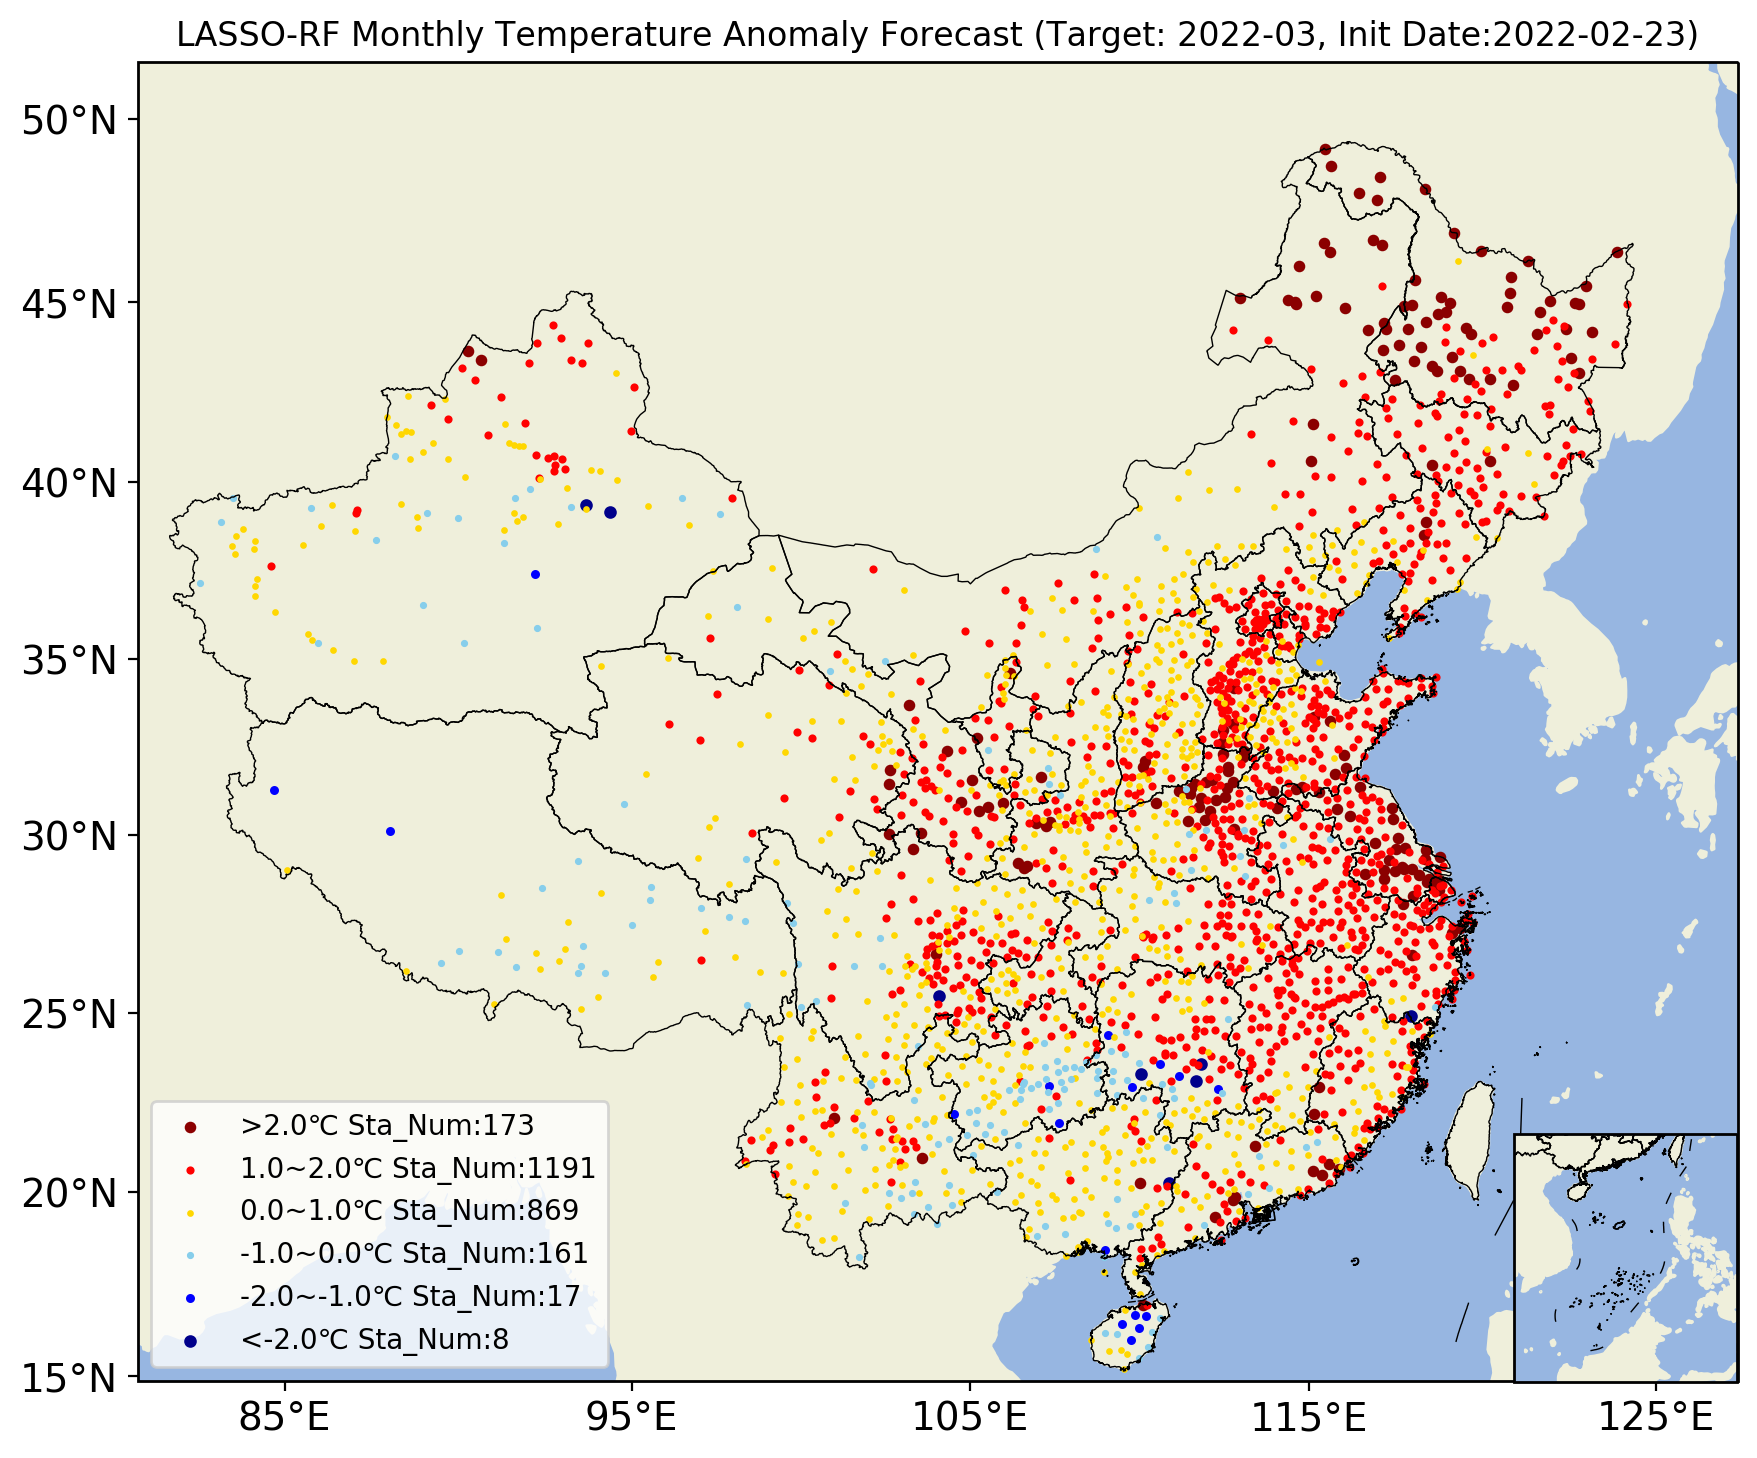 LASSO-RF Monthly Temperature Anomaly Forecast (Target: 2022-03, Init Date:2022-02-23)
50°N
45°N
40°N
35°N
30°N
25°N
20°N
15°N
>2.0℃ Sta_Num:173
1.0~2.0℃ Sta_Num:1191
0.0~1.0℃ Sta_Num:869
-1.0~0.0℃ Sta_Num:161
-2.0~-1.0℃ Sta_Num:17
<-2.0℃ Sta_Num:8
85°E
95°E
105°E
115°E
125°E